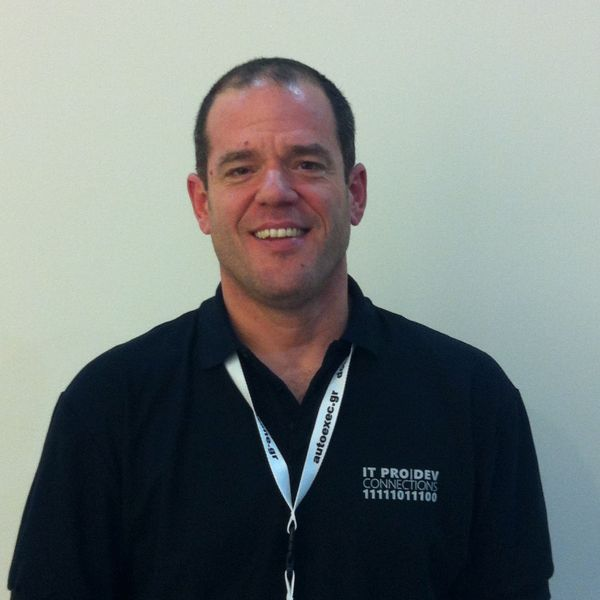 autoexec.gr
IT PRO|DEV
CONNECTIONS
11111011100